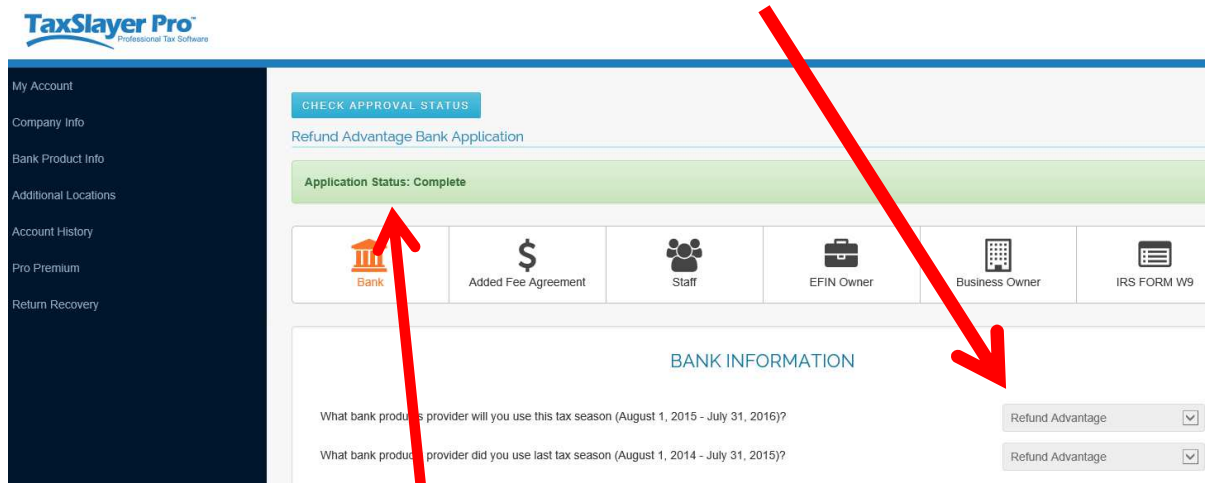 TaxSlayer Pro™
Professional Tax Software
My Account
Company Info
Bank Product Info
Additional Locations
Account History
Pro Premium
Return Recovery
CHECK APPROVAL STATUS
Refund Advantage Bank Application
Application Status: Complete
Bank
Added Fee Agreement
Staff
EFIN Owner
Business Owner
IRS FORM W9
BANK INFORMATION
What bank products provider will you use this tax season (August 1, 2015 - July 31, 2016)?
Refund Advantage
What bank products provider did you use last tax season (August 1, 2014 - July 31, 2015)?
Refund Advantage